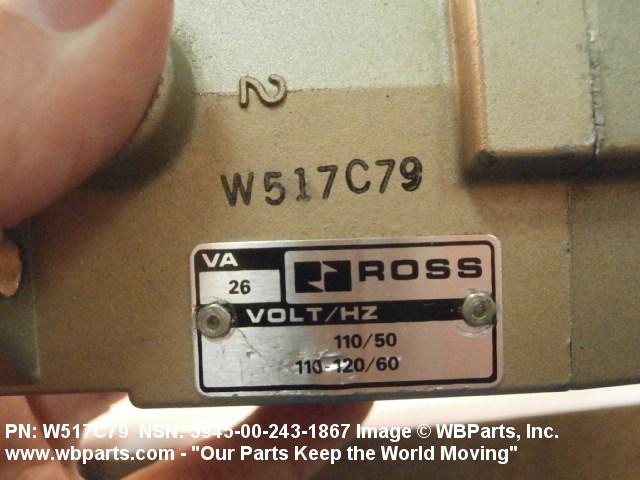 2
W517C79
VA
26
ROSS
VOLT/HZ
110/50
110-120/60
PN: W517C79 NSN: 5945-00-243-1867 Image © WBParts, Inc.
www.wbparts.com - "Our Parts Keep the World Moving"